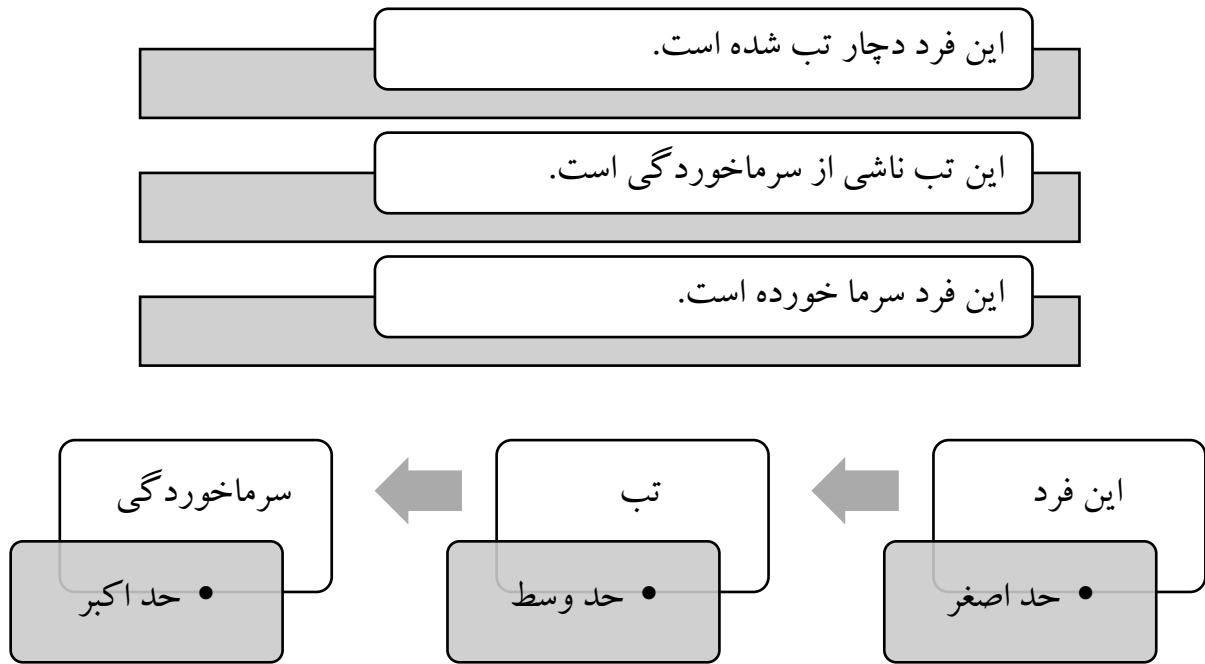 این فرد دچار تب شده است.
این تب ناشی از سرماخوردگی است.
این فرد سرما خورده است.
این فرد
• حد اصغر
تب
• حد وسط
سرماخوردگی
• حد اکبر